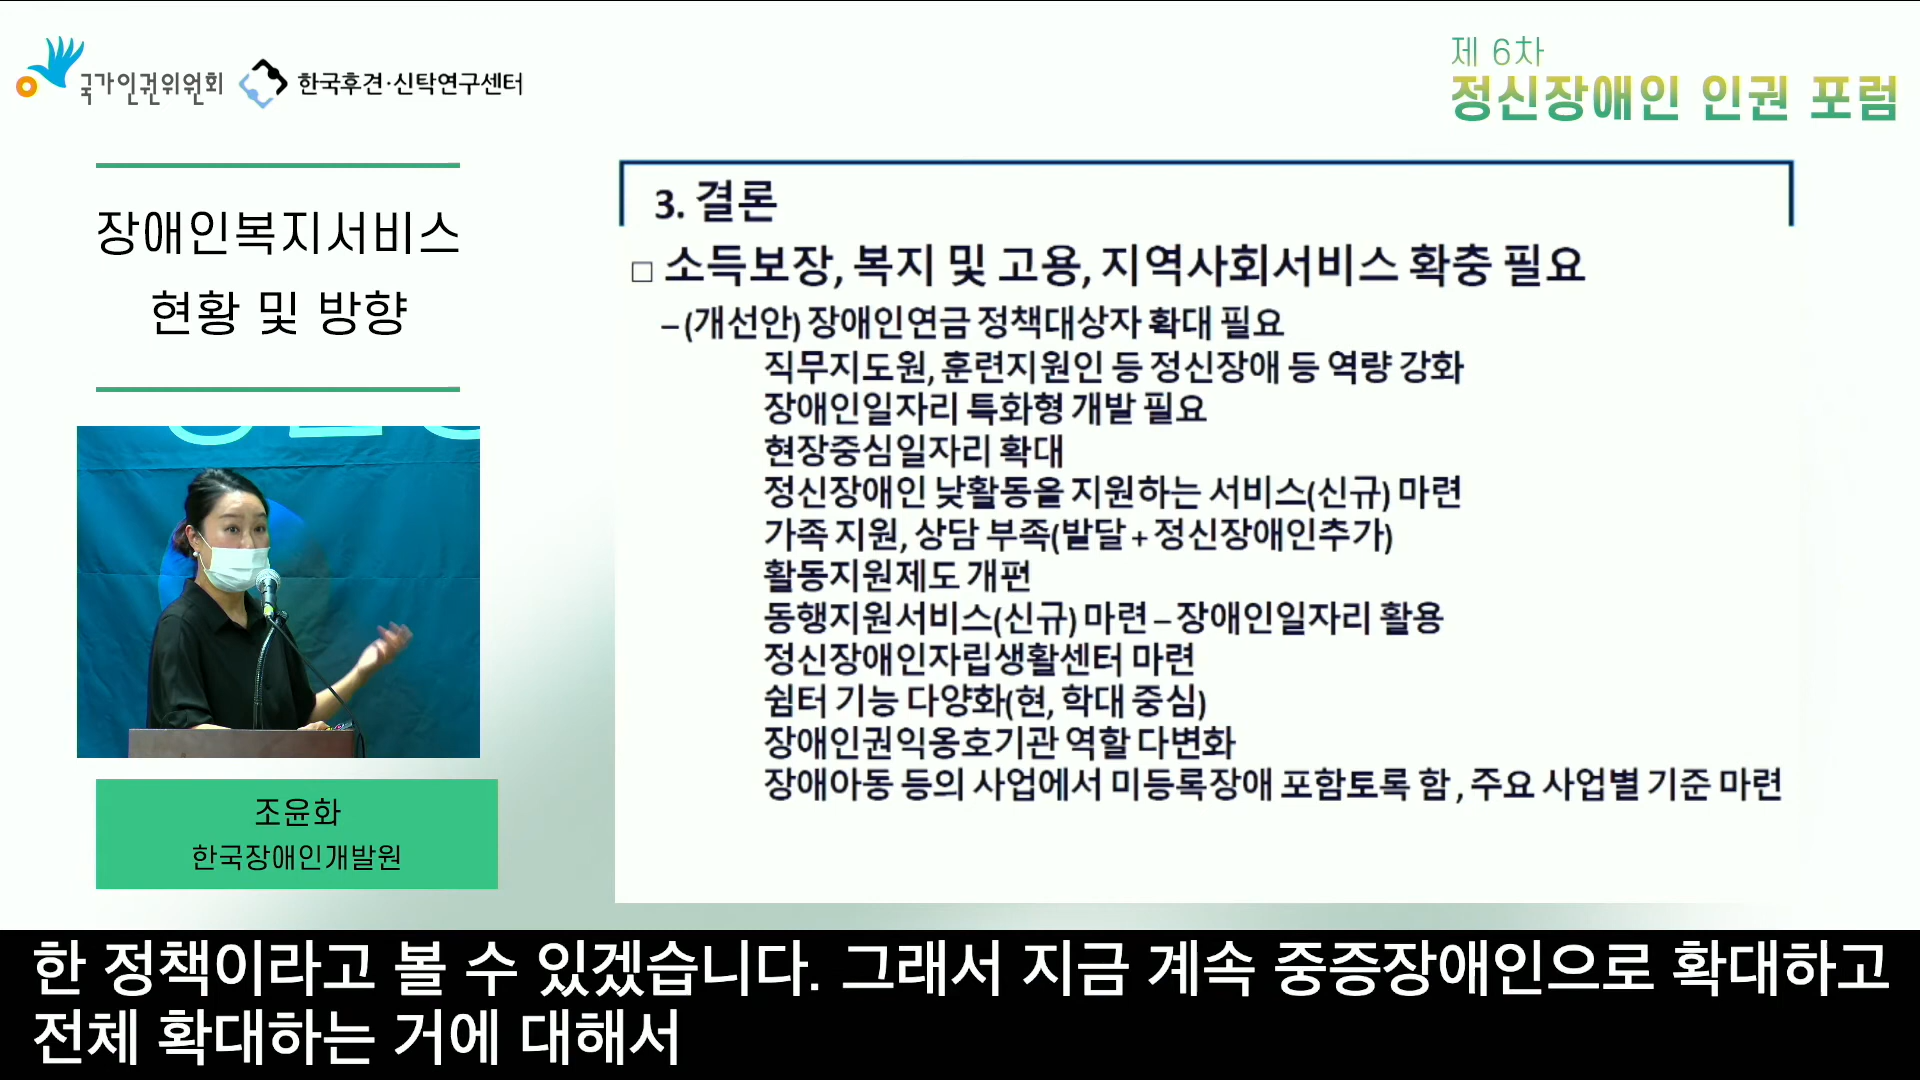 국가인권위원회
한국후견·신탁연구센터
제 6차
정신장애인 인권 포럼
장애인복지서비스
현황 및 방향
3. 결론
□ 소득보장, 복지 및 고용, 지역사회서비스 확충 필요
– (개선안) 장애인연금 정책대상자 확대 필요
직무지도원, 훈련지원인 등 정신장애 등 역량 강화
장애인일자리 특화형 개발 필요
현장중심일자리 확대
정신장애인 낮활동을 지원하는 서비스(신규) 마련
가족 지원, 상담 부족(발달 + 정신장애인추가)
활동지원제도 개편
동행지원서비스(신규) 마련 – 장애인일자리 활용
정신장애인자립생활센터 마련
쉼터 기능 다양화(현, 학대 중심)
장애인권익옹호기관 역할 다변화
장애아동 등의 사업에서 미등록장애 포함토록 함, 주요 사업별 기준 마련
조윤화
한국장애인개발원
한 정책이라고 볼 수 있겠습니다. 그래서 지금 계속 중증장애인으로 확대하고
전체 확대하는 거에 대해서